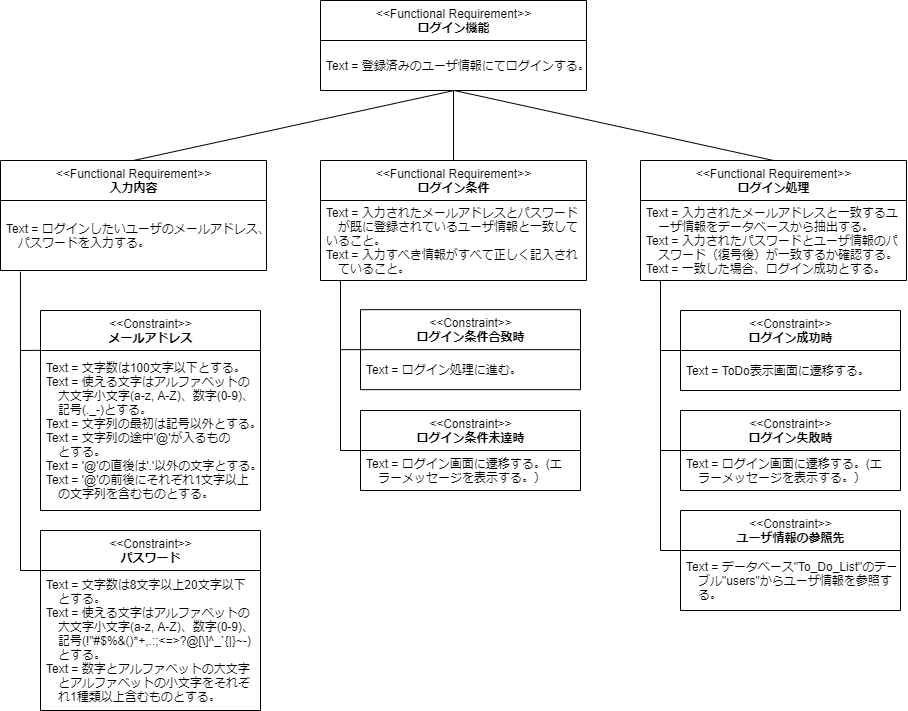 <<Functional Requirement>>
ログイン機能
Text = 登録済みのユーザ情報にてログインする。
<<Functional Requirement>>
入力内容
Text = ログインしたいユーザのメールアドレス、
パスワードを入力する。
<<Constraint>>
メールアドレス
Text = 文字数は100文字以下とする。
Text = 使える文字はアルファベットの
大文字小文字(a-z, A-Z)、数字(0-9)、
記号(._-)とする。
Text = 文字列の最初は記号以外とする。
Text = 文字列の途中'@'が入るもの
とする。
Text = '@'の直後は'.'以外の文字とする。
Text = '@'の前後にそれぞれ1文字以上
の文字列を含むものとする。
<<Constraint>>
パスワード
Text = 文字数は8文字以上20文字以下
とする。
Text = 使える文字はアルファベットの
大文字小文字(a-z, A-Z)、数字(0-9)、
記号(!"#$%&()*+,.:;<=>?@[\]^_`{|}~-)
とする。
Text = 数字とアルファベットの大文字
とアルファベットの小文字をそれぞ
れ1種類以上含むものとする。
<<Functional Requirement>>
ログイン条件
Text = 入力されたメールアドレスとパスワード
が既に登録されているユーザ情報と一致して
いること。
Text = 入力すべき情報がすべて正しく記入され
ていること。
<<Constraint>>
ログイン条件合致時
Text = ログイン処理に進む。
<<Constraint>>
ログイン条件未達時
Text = ログイン画面に遷移する。(エ
ラーメッセージを表示する。）
<<Functional Requirement>>
ログイン処理
Text = 入力されたメールアドレスと一致するユ
ーザ情報をデータベースから抽出する。
Text = 入力されたパスワードとユーザ情報のパ
スワード（復号後）が一致するか確認する。
Text = 一致した場合、ログイン成功とする。
<<Constraint>>
ログイン成功時
Text = ToDo表示画面に遷移する。
<<Constraint>>
ログイン失敗時
Text = ログイン画面に遷移する。(エ
ラーメッセージを表示する。）
<<Constraint>>
ユーザ情報の参照先
Text = データベース"To_Do_List"のテー
ブル"users"からユーザ情報を参照す
る。